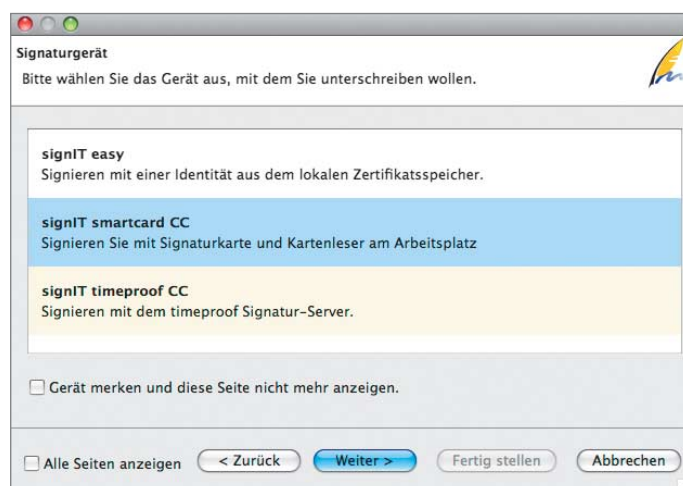 Signaturgerät
Bitte wählen Sie das Gerät aus, mit dem Sie unterschreiben wollen.
signIT easy
Signieren mit einer Identität aus dem lokalen Zertifikatsspeicher.
signIT smartcard CC
Signieren Sie mit Signaturkarte und Kartenleser am Arbeitsplatz
signIT timeproof CC
Signieren mit dem timeproof Signatur-Server.
Gerät merken und diese Seite nicht mehr anzeigen.
Alle Seiten anzeigen < Zurück Weiter > Fertig stellen Abbrechen